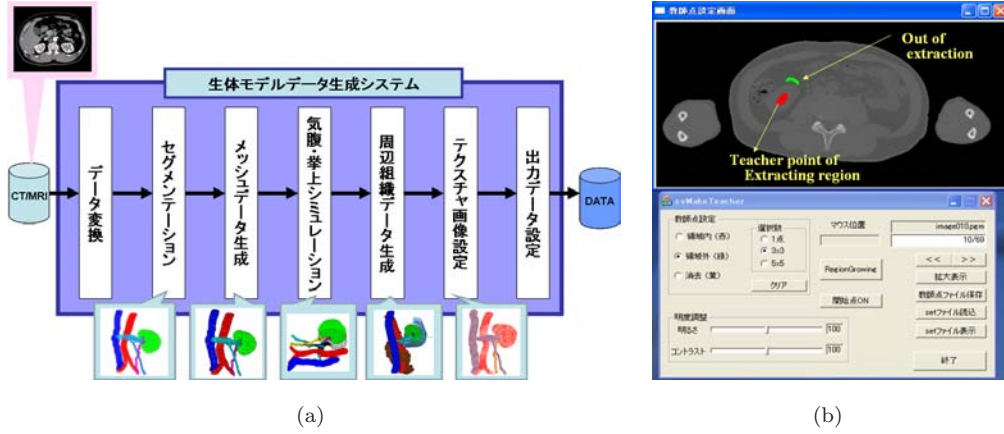 生体モデルデータ生成システム
CT/MRI
データ変換
セグメンテーション
メッシュデータ生成
気腹・挙上シミュレーション
周辺組織データ生成
テクスチャ画像設定
出力データ設定
DATA
(a)
教師点設定画面
Out of
extraction
Teacher point of
Extracting region
evMakeTeacher
教師点設定
領域内（赤）
領域外（緑）
消去（黒）
選択数
1点
3x3
5x5
クリア
マウス位置
RegionGrowing
開始点ON
image010.pgm
10/69
<< >>
拡大表示
教師点ファイル保存
setファイル読込
setファイル表示
明度調整
明るさ 100
コントラスト 100
終了
(b)